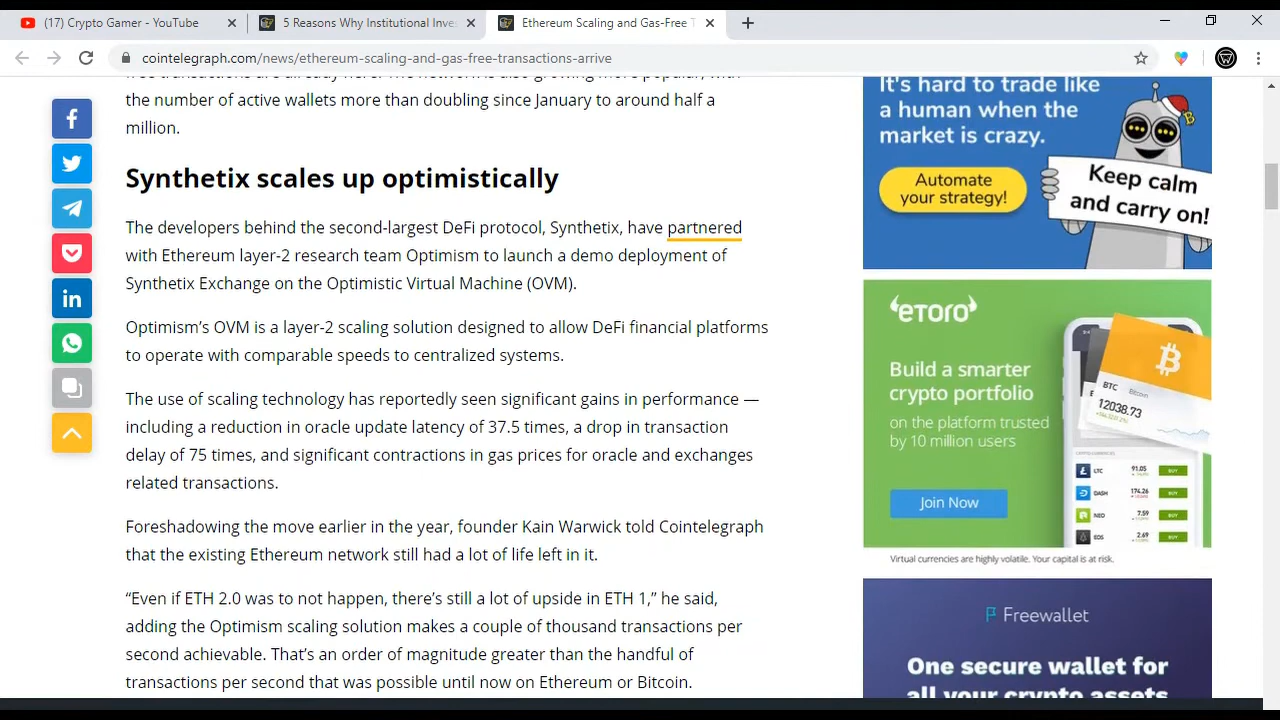 (17) Crypto Gamer - YouTube
5 Reasons Why Institutional Inve
Ethereum Scaling and Gas-Free T
cointelegraph.com/news/ethereum-scaling-and-gas-free-transactions-arrive
free transactions are already here. The network is also growing more popular, with
the number of active wallets more than doubling since January to around half a
million.
Synthetix scales up optimistically
The developers behind the second-largest DeFi protocol, Synthetix, have partnered
with Ethereum layer-2 research team Optimism to launch a demo deployment of
Synthetix Exchange on the Optimistic Virtual Machine (OVM).
Optimism’s OVM is a layer-2 scaling solution designed to allow DeFi financial platforms
to operate with comparable speeds to centralized systems.
The use of scaling technology has reportedly seen significant gains in performance —
including a reduction in oracle update latency of 37.5 times, a drop in transaction
delay of 75 times, and significant contractions in gas prices for oracle and exchanges
related transactions.
Foreshadowing the move earlier in the year, founder Kain Warwick told Cointelegraph
that the existing Ethereum network still had a lot of life left in it.
“Even if ETH 2.0 was to not happen, there’s still a lot of upside in ETH 1,” he said,
adding the Optimism scaling solution makes a couple of thousand transactions per
second achievable. That’s an order of magnitude greater than the handful of
transactions per second that was possible until now on Ethereum or Bitcoin.
It's hard to trade like
a human when the
market is crazy.
Automate
your strategy!
Keep calm
and carry on!
eToro
Build a smarter
crypto portfolio
on the platform trusted
by 10 million users
Join Now
BTC Bitcoin
12038.73
LTC 91.05 BUY
DASH 174.26 BUY
NEO 7.59 BUY
EOS 2.69 BUY
Virtual currencies are highly volatile. Your capital is at risk.
Freewallet
One secure wallet for
all your crypto assets